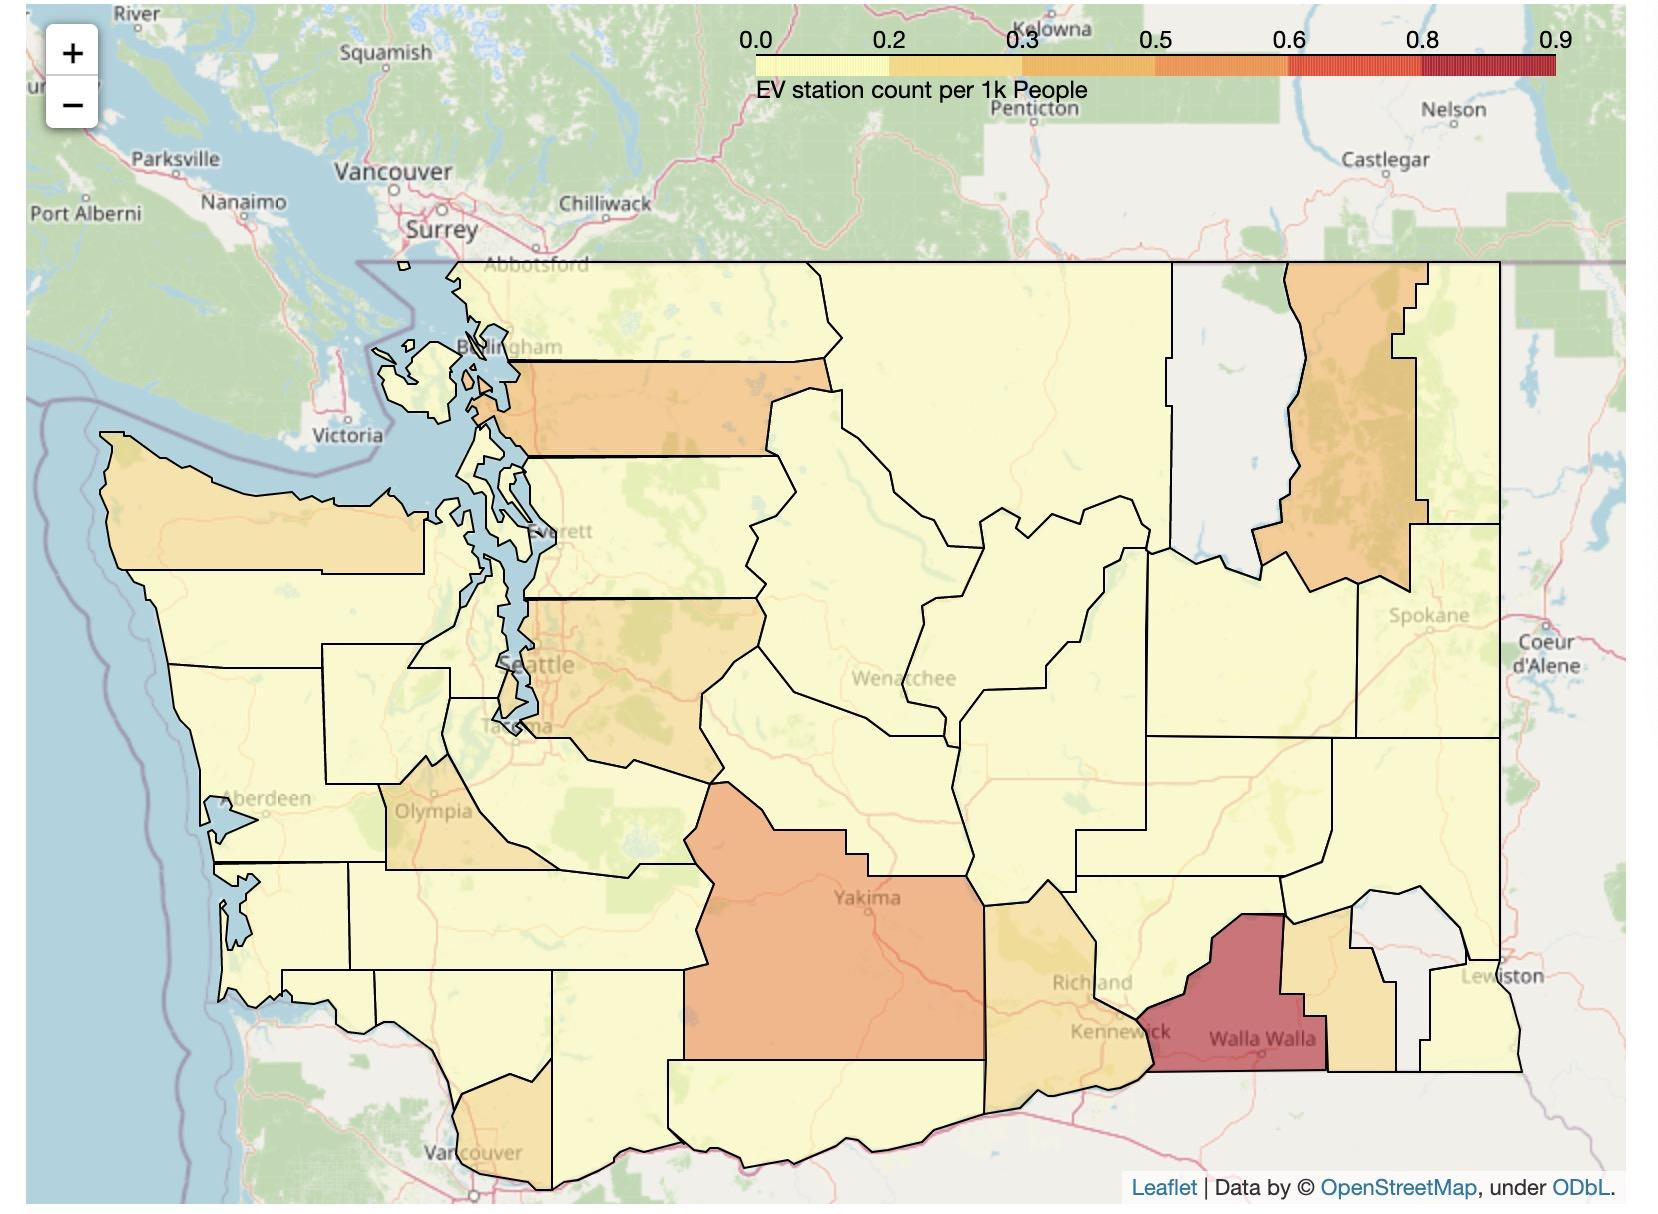 River
Squamish
Kelowna
0.0 0.2 0.3 0.5 0.6 0.8 0.9
EV station count per 1k People
+
−
Penticton
Nelson
Parksville
Vancouver
Castlegar
Nanaimo
Port Alberni
Chilliwack
Surrey
Abbotsford
Bellingham
Victoria
Everett
Spokane
Coeur
d'Alene
Seattle
Wenatchee
Tacoma
Aberdeen
Olympia
Yakima
Richland
Lewiston
Kennewick
Walla Walla
Vancouver
Leaflet | Data by © OpenStreetMap, under ODbL.